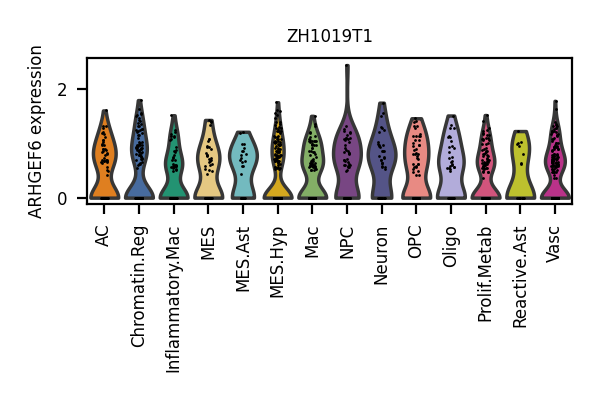 ZH1019T1
ARHGEF6 expression
2
0
AC
Chromatin.Reg
Inflammatory.Mac
MES
MES.Ast
MES.Hyp
Mac
NPC
Neuron
OPC
Oligo
Prolif.Metab
Reactive.Ast
Vasc